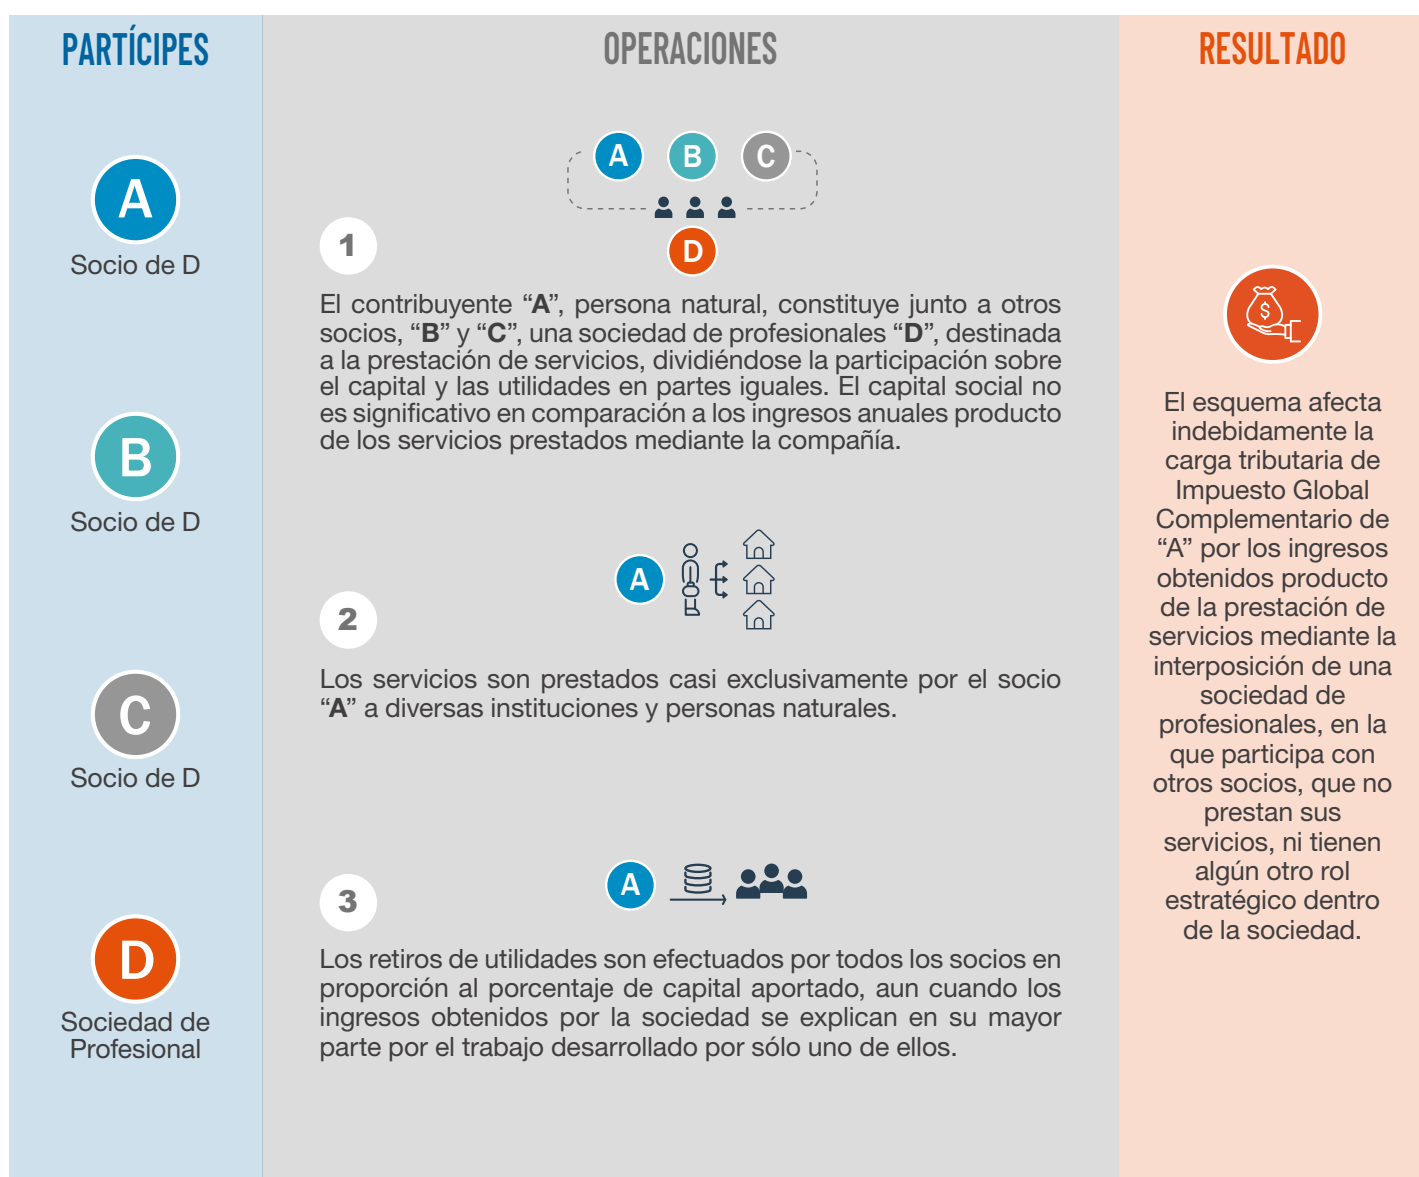 PARTÍCIPES
A
Socio de D
B
Socio de D
C
Socio de D
D
Sociedad de
Profesional
OPERACIONES
A B C
D
1
El contribuyente “A”, persona natural, constituye junto a otros
socios, “B” y “C”, una sociedad de profesionales “D”, destinada
a la prestación de servicios, dividiéndose la participación sobre
el capital y las utilidades en partes iguales. El capital social no
es significativo en comparación a los ingresos anuales producto
de los servicios prestados mediante la compañía.
A
2
Los servicios son prestados casi exclusivamente por el socio
“A” a diversas instituciones y personas naturales.
A
3
Los retiros de utilidades son efectuados por todos los socios en
proporción al porcentaje de capital aportado, aun cuando los
ingresos obtenidos por la sociedad se explican en su mayor
parte por el trabajo desarrollado por sólo uno de ellos.
RESULTADO
$
El esquema afecta
indebidamente la
carga tributaria de
Impuesto Global
Complementario de
“A” por los ingresos
obtenidos producto
de la prestación de
servicios mediante la
interposición de una
sociedad de
profesionales, en la
que participa con
otros socios, que no
prestan sus
servicios, ni tienen
algún otro rol
estratégico dentro
de la sociedad.